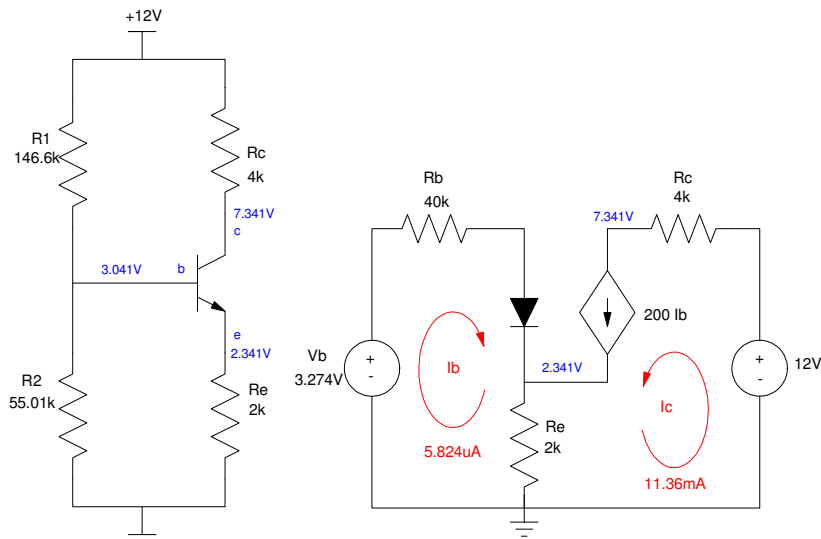 +12V
R1
146.6k
Rc
4k
7.341V
c
3.041V
b
e
2.341V
R2
55.01k
Re
2k
Rb
40k
Rc
4k
7.341V
200 Ib
Vb
3.274V
+
-
Ib
2.341V
+
-
12V
Re
2k
Ic
5.824uA
11.36mA